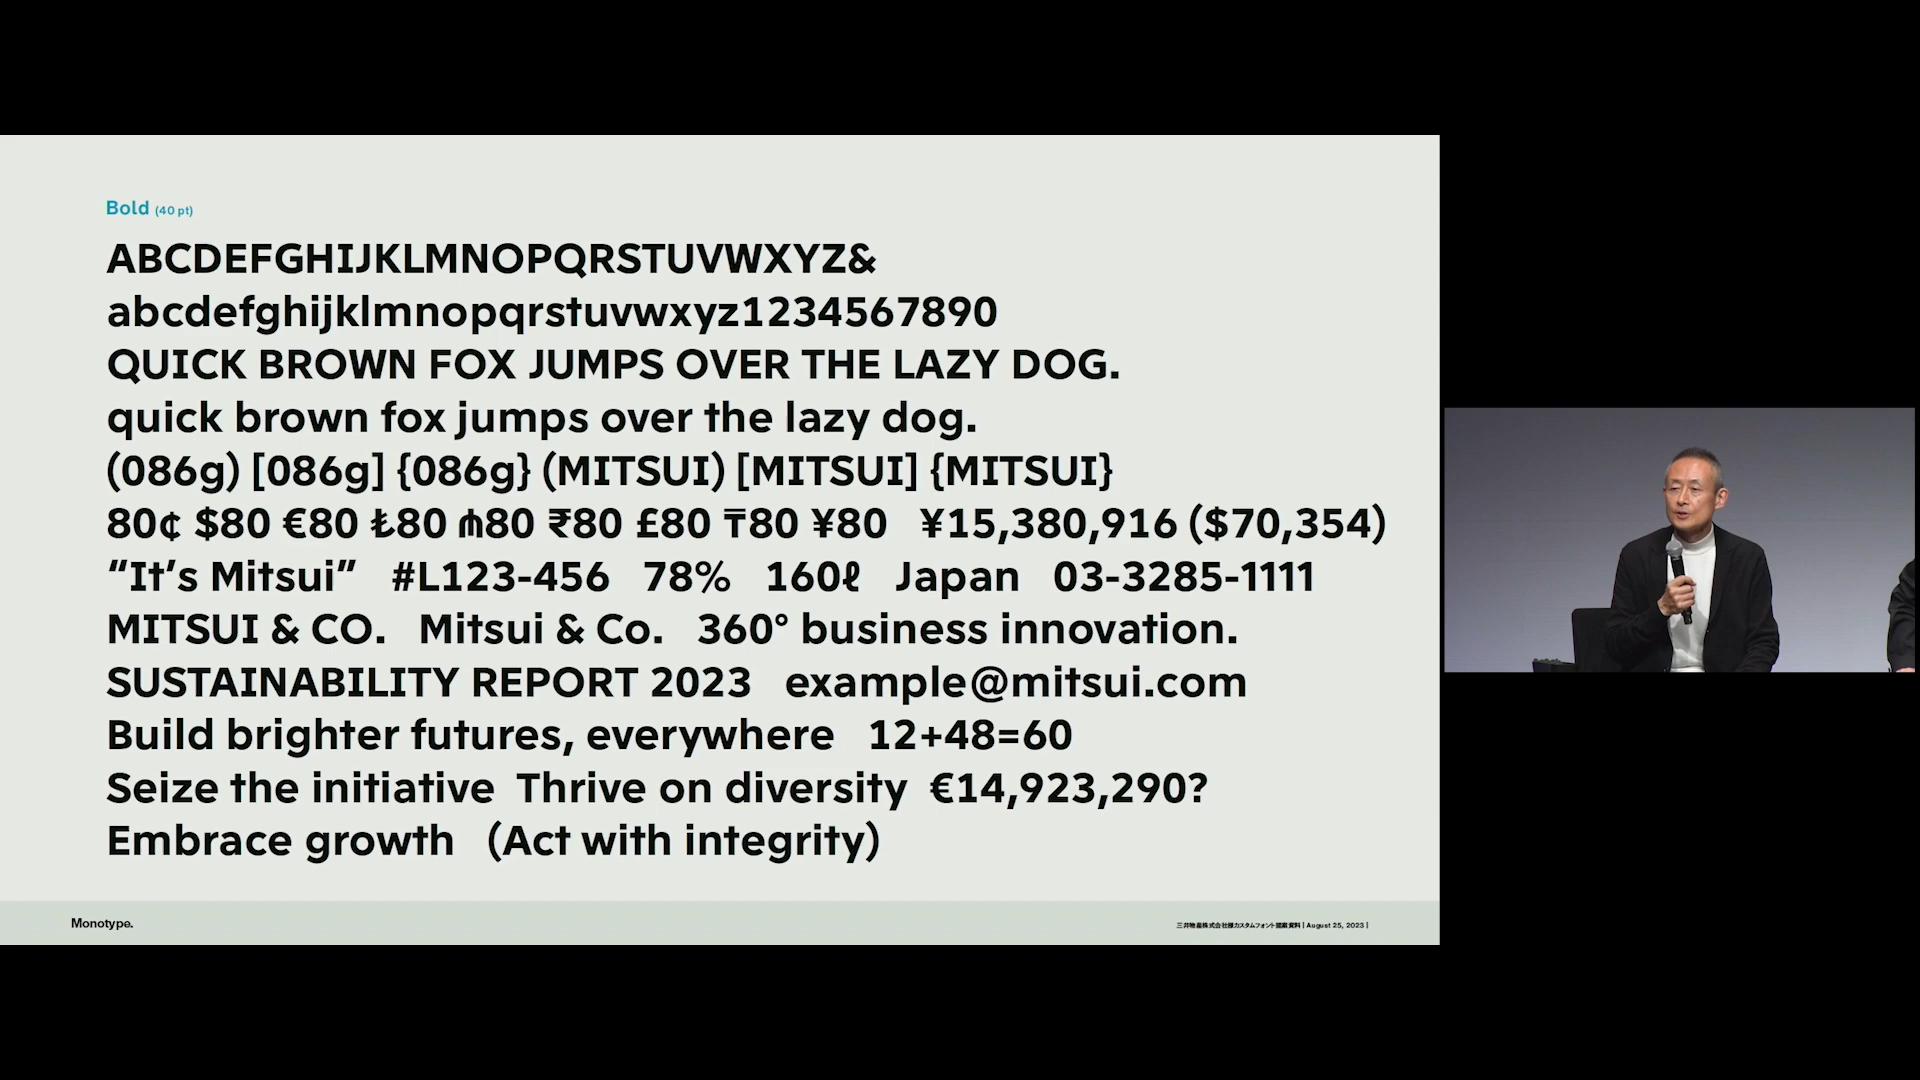 Bold (40 pt)
ABCDEFGHIJKLMNOPQRSTUVWXYZ&
abcdefghijklmnopqrstuvwxyz1234567890
QUICK BROWN FOX JUMPS OVER THE LAZY DOG.
quick brown fox jumps over the lazy dog.
(086g) [086g] {086g} (MITSUI) [MITSUI] {MITSUI}
80¢ $80 €80 ₺80 ₼80 ₹80 £80 ₸80 ¥80 ¥15,380,916 ($70,354)
“It’s Mitsui” #L123-456 78% 160ℓ Japan 03-3285-1111
MITSUI & CO. Mitsui & Co. 360° business innovation.
SUSTAINABILITY REPORT 2023 example@mitsui.com
Build brighter futures, everywhere 12+48=60
Seize the initiative Thrive on diversity €14,923,290?
Embrace growth (Act with integrity)
Monotype.
三井物産株式会社様カスタムフォント提案資料 | August 25, 2023 |